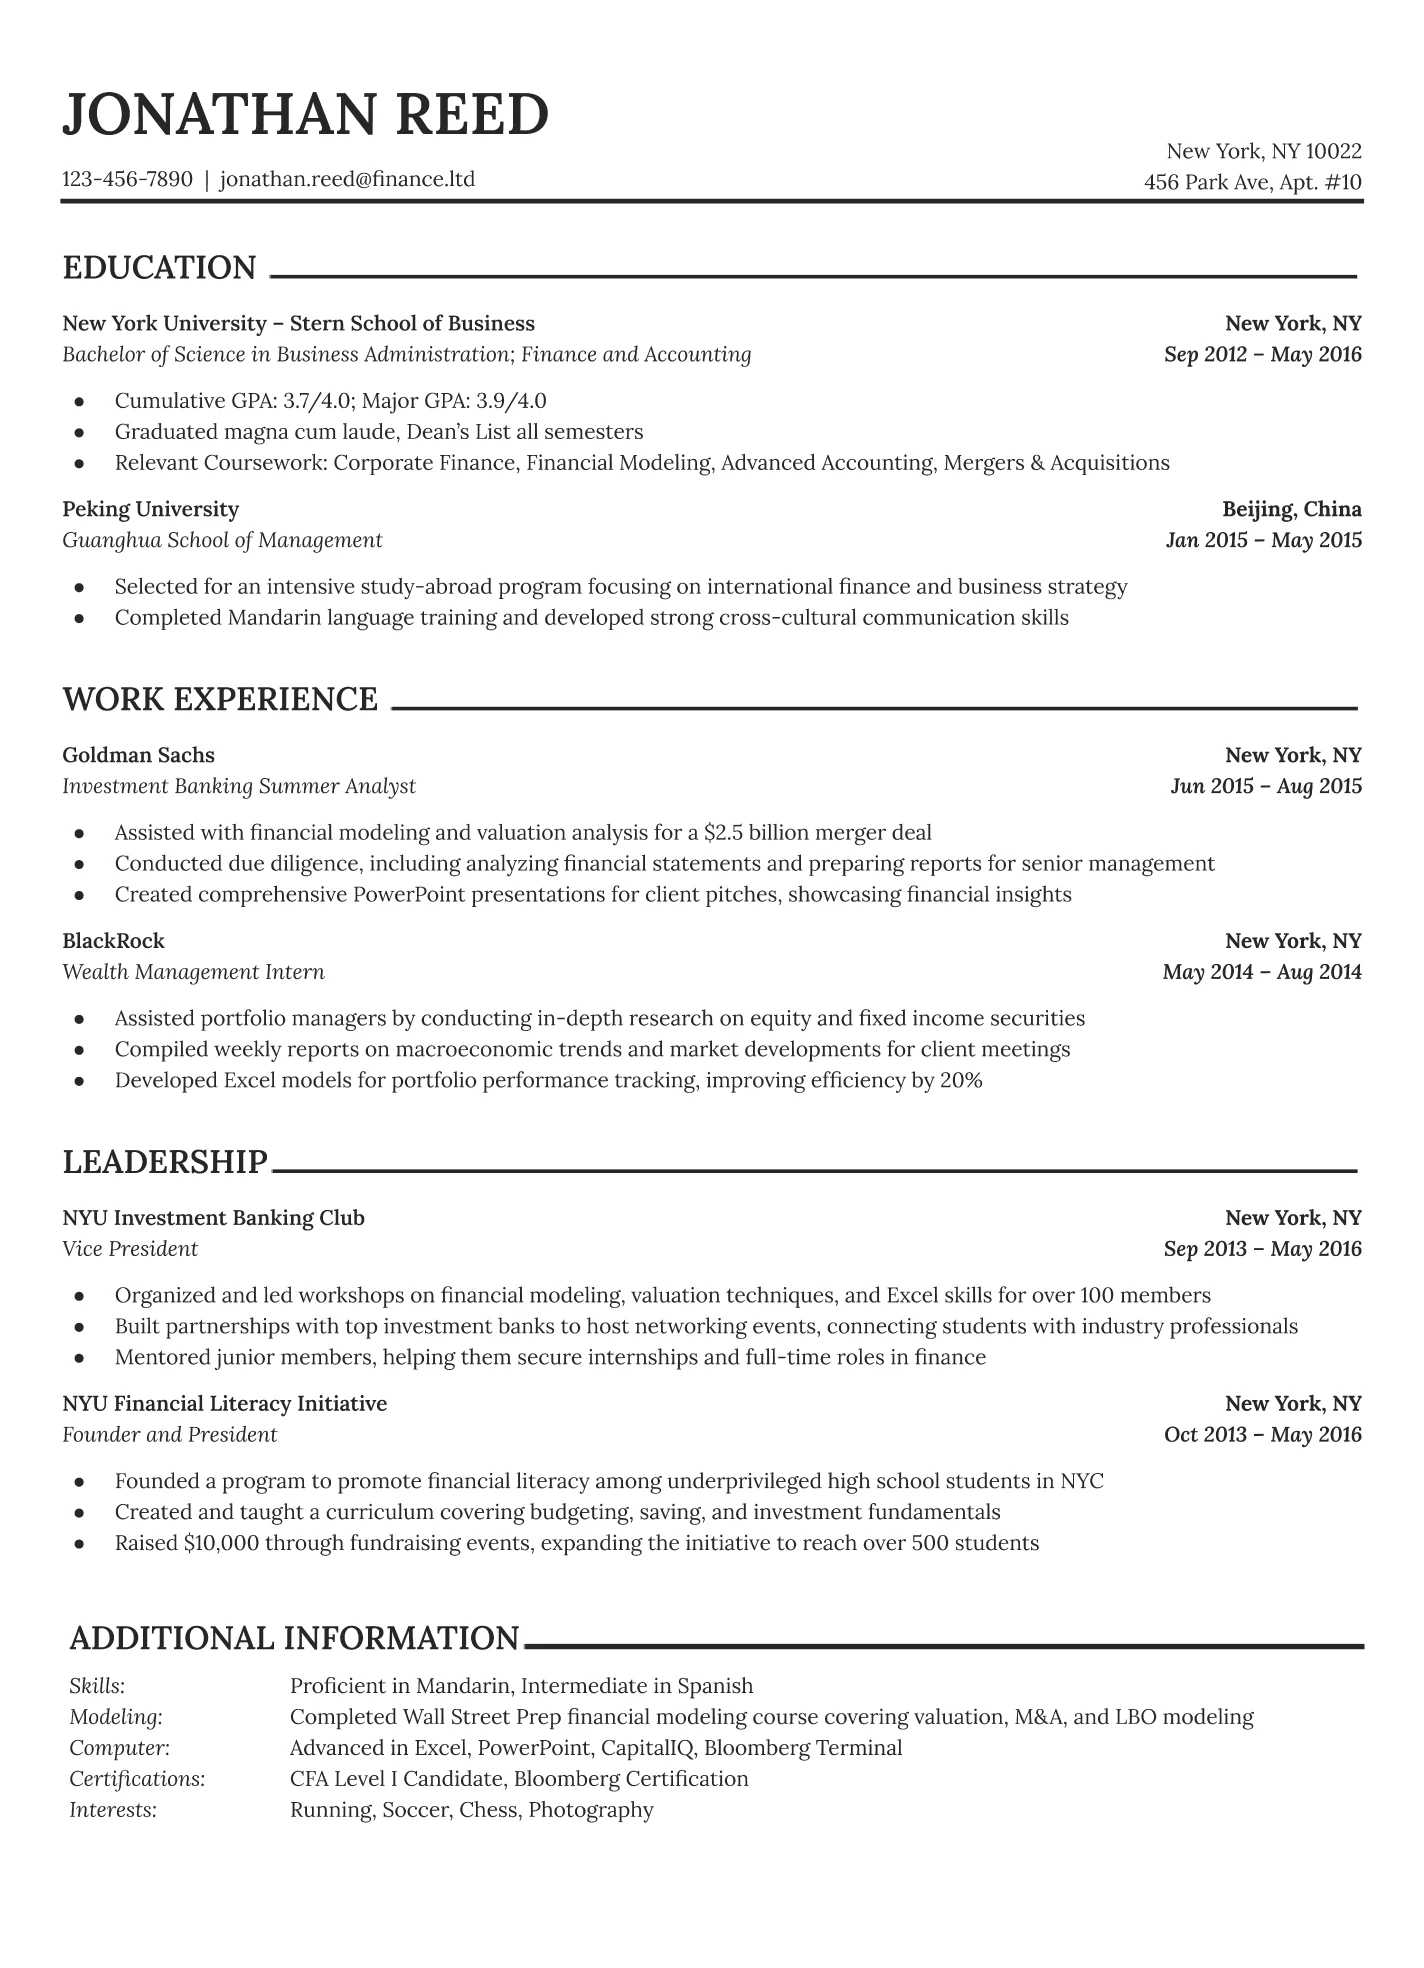 JONATHAN REED
New York, NY 10022
123-456-7890 | jonathan.reed@finance.ltd
456 Park Ave, Apt. #10
EDUCATION
New York University – Stern School of Business New York, NY
Bachelor of Science in Business Administration; Finance and Accounting Sep 2012 – May 2016
● Cumulative GPA: 3.7/4.0; Major GPA: 3.9/4.0
● Graduated magna cum laude, Dean’s List all semesters
● Relevant Coursework: Corporate Finance, Financial Modeling, Advanced Accounting, Mergers & Acquisitions
Peking University Beijing, China
Guanghua School of Management Jan 2015 – May 2015
● Selected for an intensive study-abroad program focusing on international finance and business strategy
● Completed Mandarin language training and developed strong cross-cultural communication skills
WORK EXPERIENCE
Goldman Sachs New York, NY
Investment Banking Summer Analyst Jun 2015 – Aug 2015
● Assisted with financial modeling and valuation analysis for a $2.5 billion merger deal
● Conducted due diligence, including analyzing financial statements and preparing reports for senior management
● Created comprehensive PowerPoint presentations for client pitches, showcasing financial insights
BlackRock New York, NY
Wealth Management Intern May 2014 – Aug 2014
● Assisted portfolio managers by conducting in-depth research on equity and fixed income securities
● Compiled weekly reports on macroeconomic trends and market developments for client meetings
● Developed Excel models for portfolio performance tracking, improving efficiency by 20%
LEADERSHIP
NYU Investment Banking Club New York, NY
Vice President Sep 2013 – May 2016
● Organized and led workshops on financial modeling, valuation techniques, and Excel skills for over 100 members
● Built partnerships with top investment banks to host networking events, connecting students with industry professionals
● Mentored junior members, helping them secure internships and full-time roles in finance
NYU Financial Literacy Initiative New York, NY
Founder and President Oct 2013 – May 2016
● Founded a program to promote financial literacy among underprivileged high school students in NYC
● Created and taught a curriculum covering budgeting, saving, and investment fundamentals
● Raised $10,000 through fundraising events, expanding the initiative to reach over 500 students
ADDITIONAL INFORMATION
Skills: Proficient in Mandarin, Intermediate in Spanish
Modeling: Completed Wall Street Prep financial modeling course covering valuation, M&A, and LBO modeling
Computer: Advanced in Excel, PowerPoint, CapitalIQ, Bloomberg Terminal
Certifications: CFA Level I Candidate, Bloomberg Certification
Interests: Running, Soccer, Chess, Photography